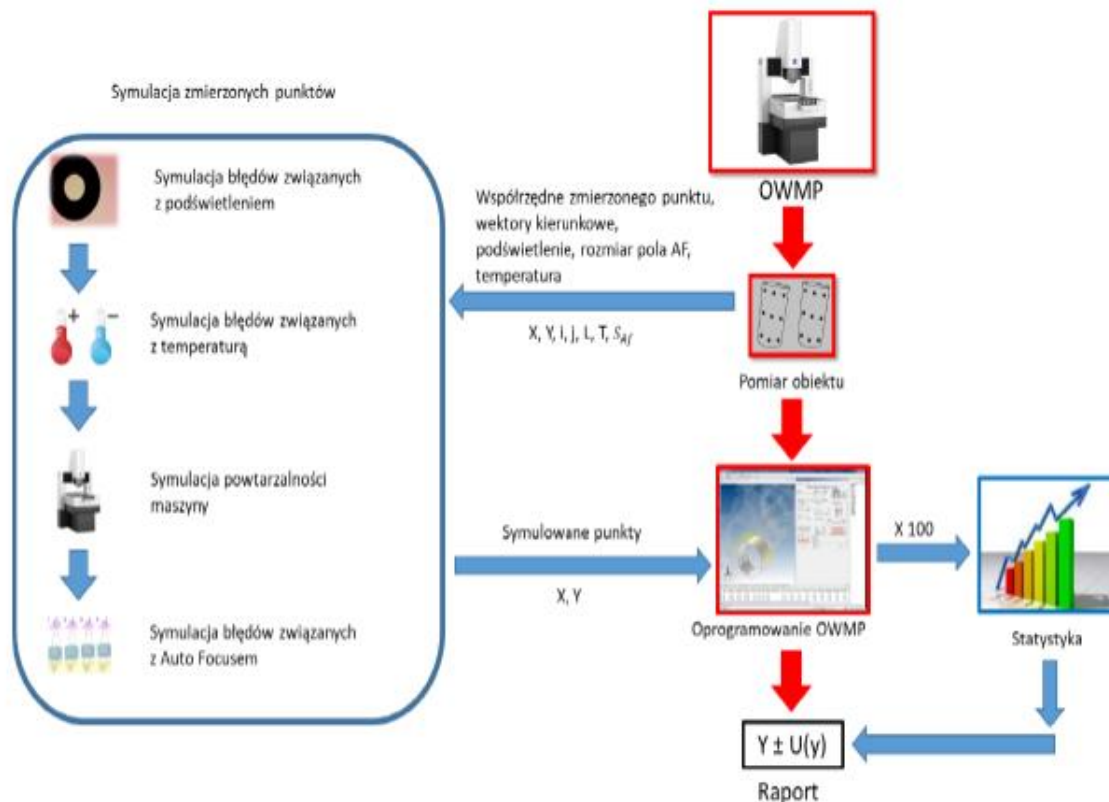 Symulacja zmierzonych punktów
Symulacja błędów związanych
z podświetleniem
+ −
Symulacja błędów związanych
z temperaturą
Symulacja powtarzalności
maszyny
Symulacja błędów związanych
z Auto Focusem
OWMP
Współrzędne zmierzonego punktu,
wektory kierunkowe,
podświetlenie, rozmiar pola AF,
temperatura
X, Y, i, j, L, T, S_Af
Pomiar obiektu
Symulowane punkty
X, Y
Oprogramowanie OWMP
X 100
Statystyka
Y ± U(y)
Raport